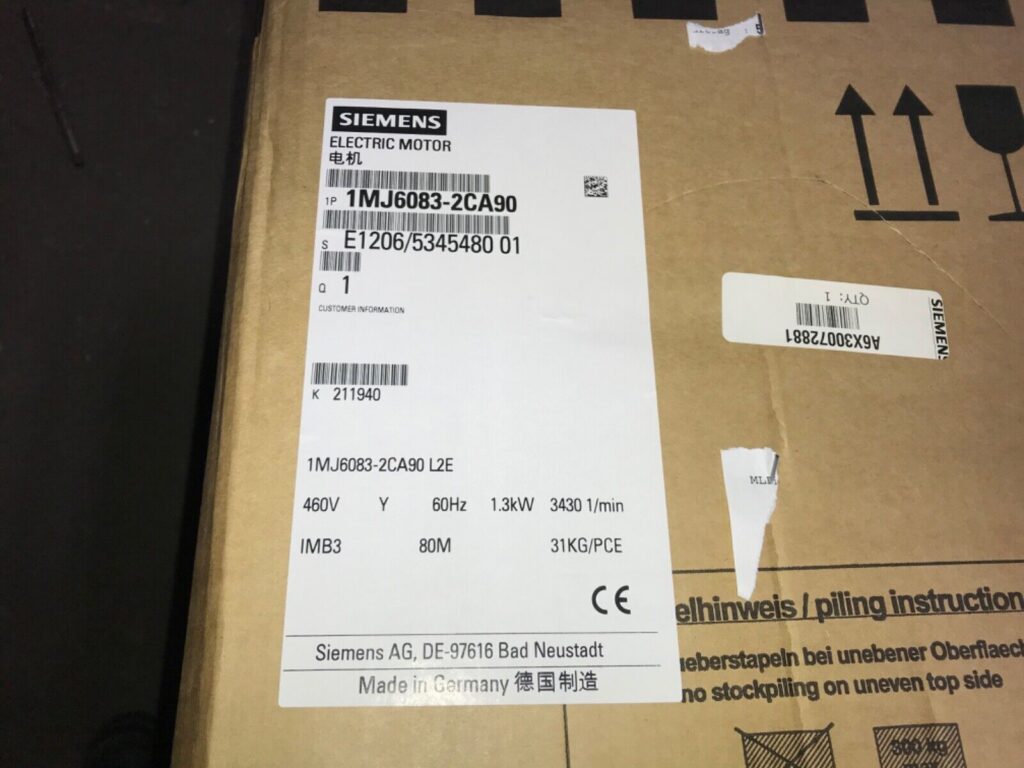 SIEMENS
ELECTRIC MOTOR
电机
1P 1MJ6083-2CA90
S E1206/5345480 01
Q 1
CUSTOMER INFORMATION
K 211940
1MJ6083-2CA90 L2E
460V Y 60Hz 1.3kW 3430 1/min
IMB3 80M 31KG/PCE
CE
Siemens AG, DE-97616 Bad Neustadt
Made in Germany 德国制造
SIEMENS
A6X30072881
QTY: 1
elhinweis / piling instruction
ueberstapeln bei unebener Oberflaech
no stockpiling on uneven top side
300 kg
max